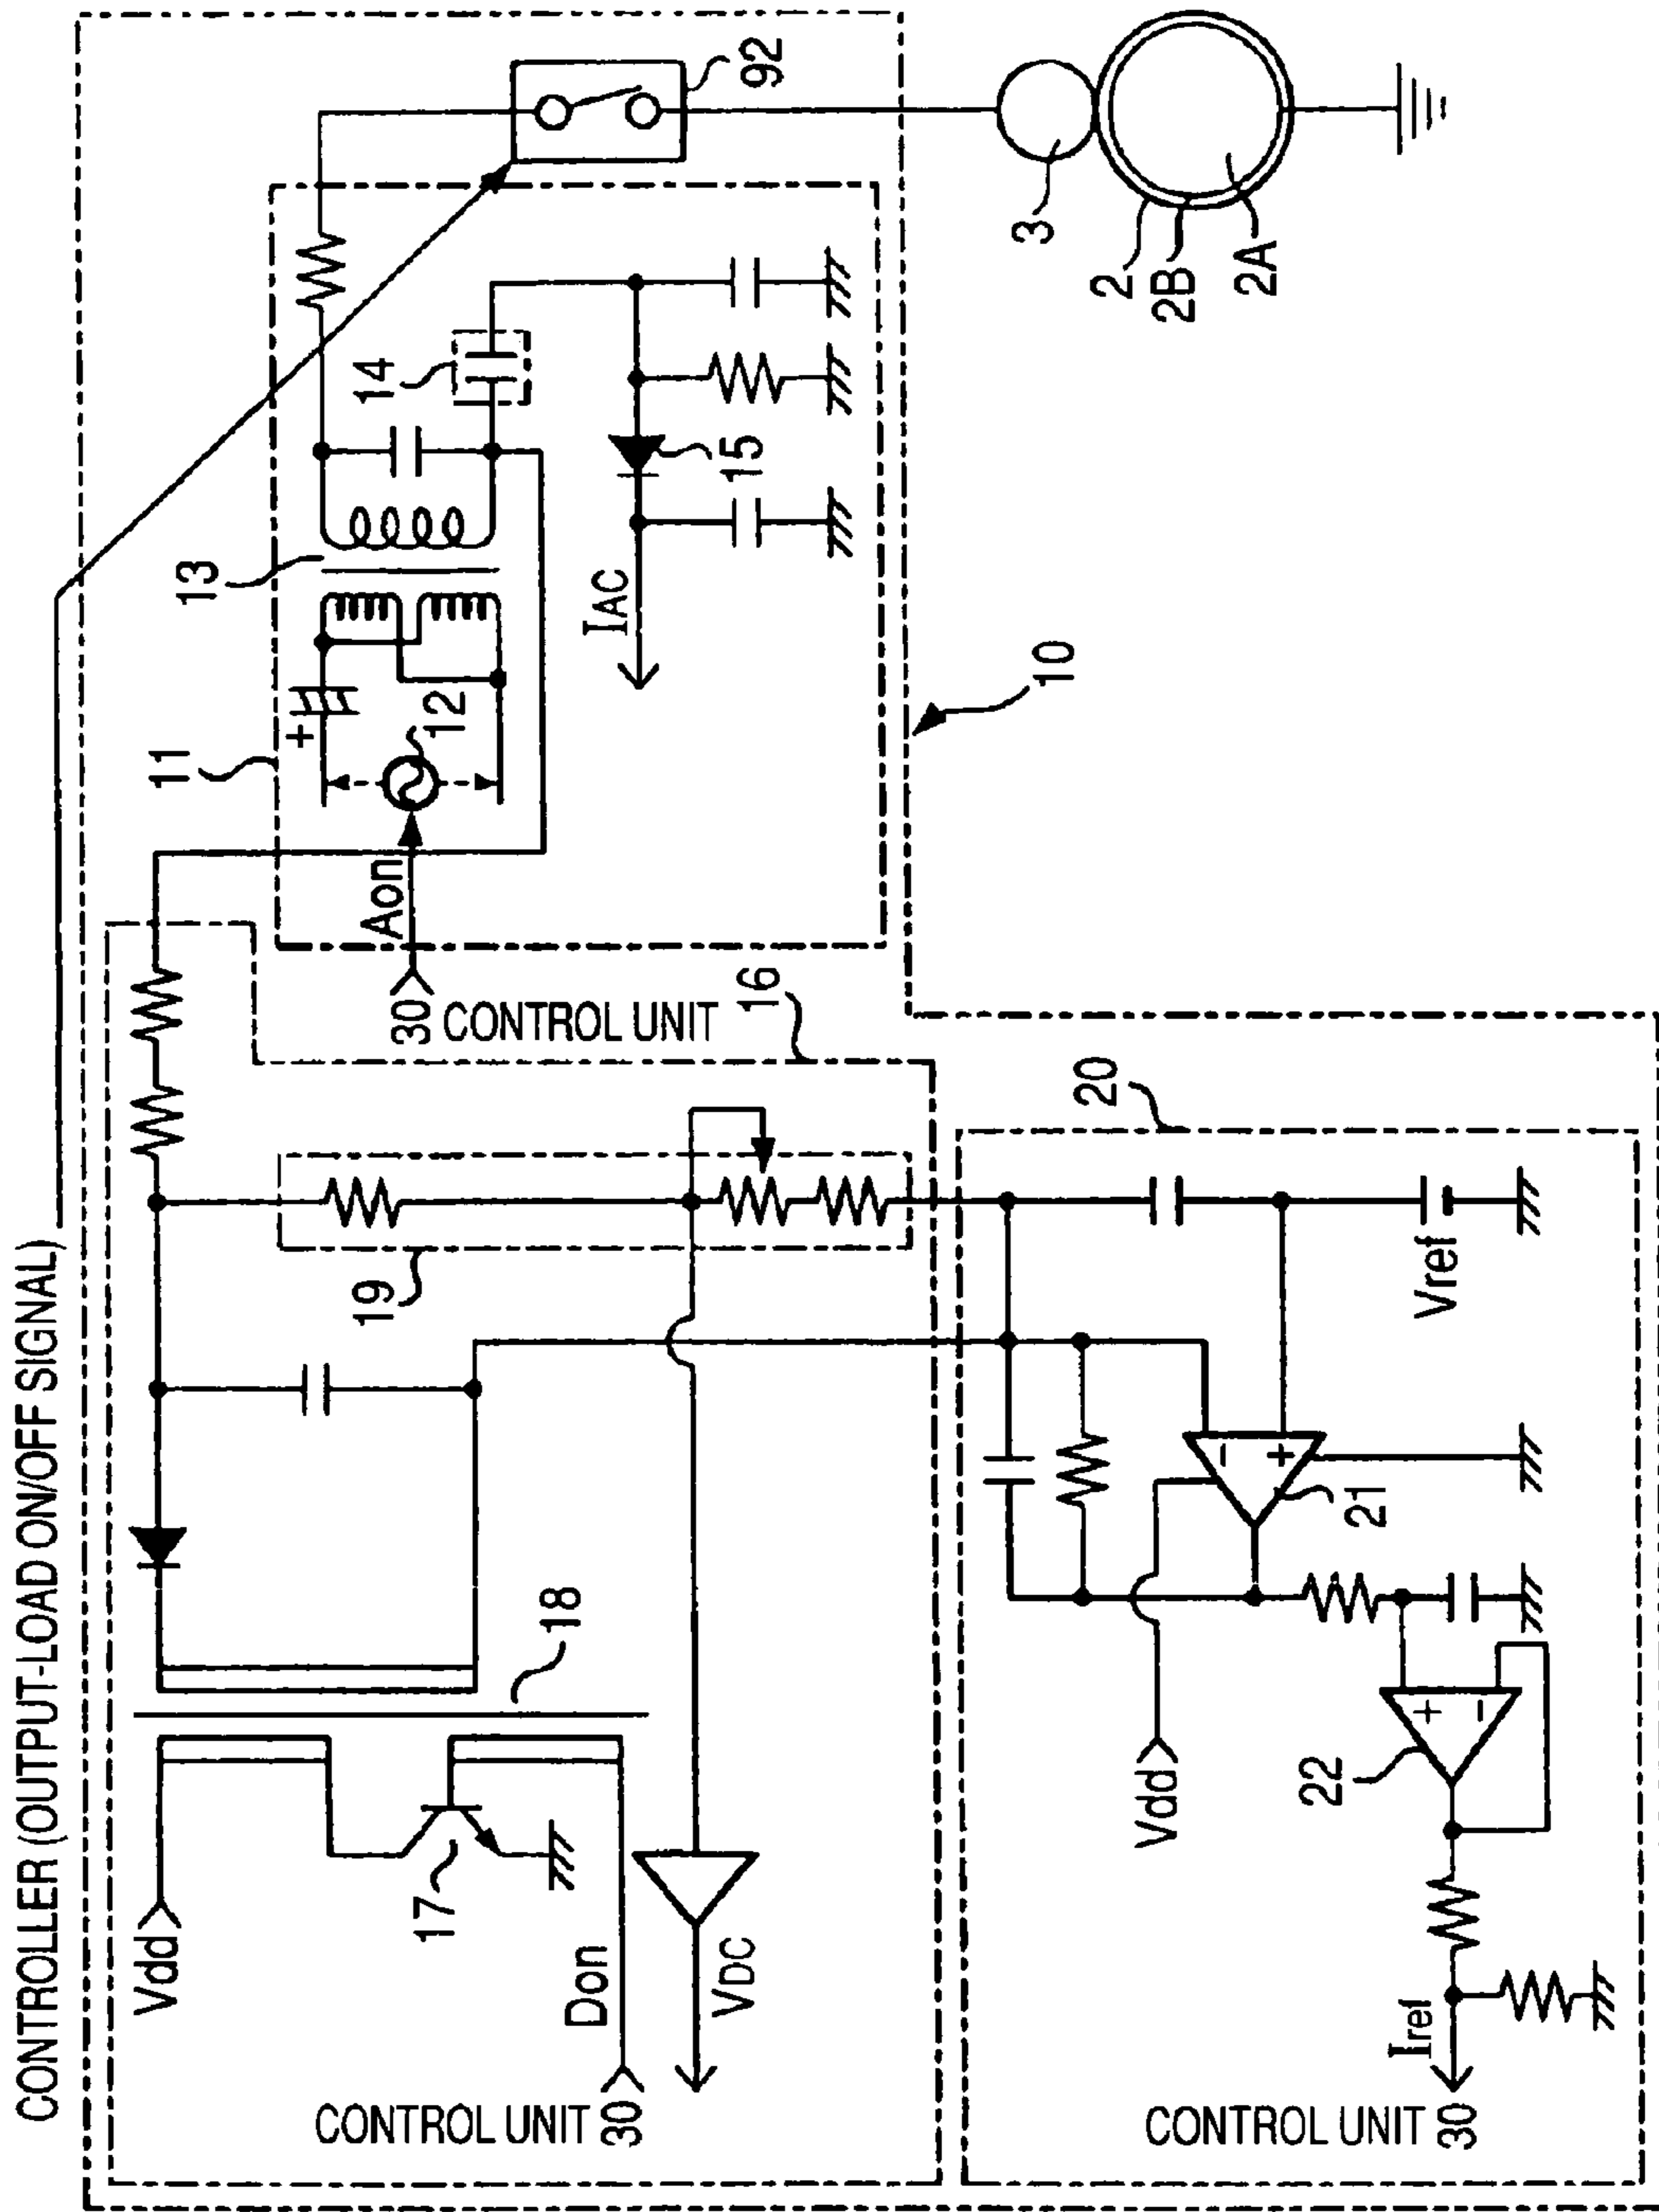 CONTROLLER (OUTPUT-LOAD ON/OFF SIGNAL)
92
11
13
14
+
12
15
Aon
30 CONTROL UNIT
IAC
3
2
2B
2A
10
16
19
18
Vdd
17
Don
CONTROL UNIT 30
VDC
20
Vref
-
+
21
Vdd
22
+
-
Iref
CONTROL UNIT 30